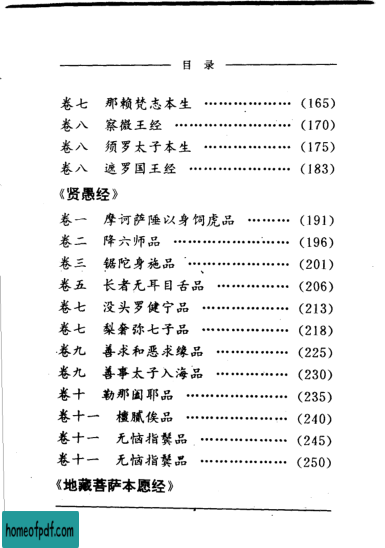 目 录
卷七 那赖梵志本生 ………………… (165)
卷八 察微王经 ………………… (170)
卷八 须罗太子本生 ………………… (175)
卷八 遮罗国王经 ………………… (183)
《贤愚经》
卷一 摩诃萨埵以身饲虎品 ……… (191)
卷二 降六师品 ………………… (196)
卷三 锯陀身施品 ………………… (201)
卷五 长者无耳目舌品 ………… (206)
卷七 没头罗健宁品 ………………… (213)
卷七 梨耆弥七子品 ………………… (218)
卷九 善求和恶求缘品 ………… (225)
卷九 善事太子入海品 ………… (230)
卷十 勒那阇耶品 ………………… (235)
卷十一 檀腻䩭品 ………………… (240)
卷十一 无恼指鬘品 ………………… (245)
卷十一 无恼指鬘品 ………………… (250)
《地藏菩萨本愿经》
homeofpdf.com